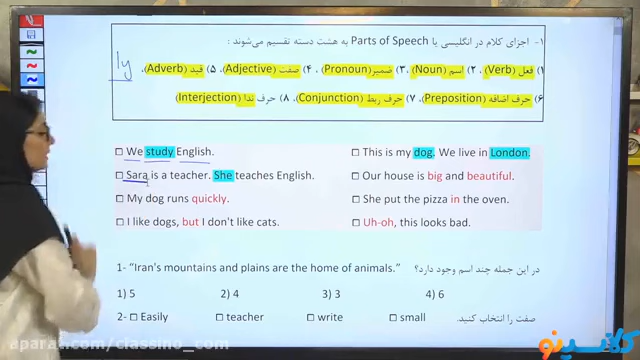 ۱- اجزای کلام در انگلیسی یا Parts of Speech به هشت دسته تقسیم می‌شوند :
۱) فعل (Verb) ۲) اسم (Noun) ۳) ضمیر (Pronoun) ۴) صفت (Adjective) ۵) قید (Adverb)
۶) حرف اضافه (Preposition) ۷) حرف ربط (Conjunction) ۸) حرف ندا (Interjection)
ly
We study English.
This is my dog. We live in London.
Sara is a teacher. She teaches English.
Our house is big and beautiful.
My dog runs quickly.
She put the pizza in the oven.
I like dogs, but I don't like cats.
Uh-oh, this looks bad.
1- “Iran's mountains and plains are the home of animals.” در این جمله چند اسم وجود دارد؟
1) 5 2) 4 3) 3 4) 6
2- Easily teacher write small صفت را انتخاب کنید.
aparat.com/classino_com
کلاسینو